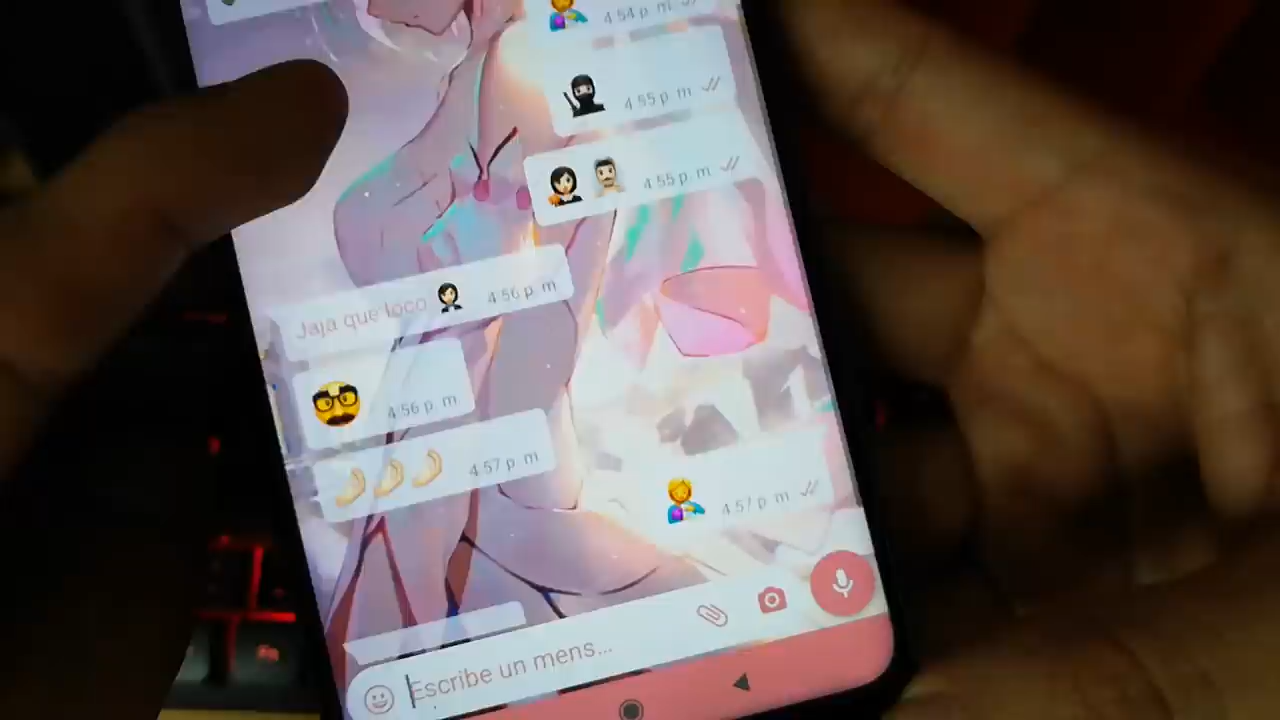 4 54 p m
4 55 p m
4 55 p m
Jaja que loco 4 56 p m
4 56 p m
4 57 p m
4 57 p m
Escribe un mens...